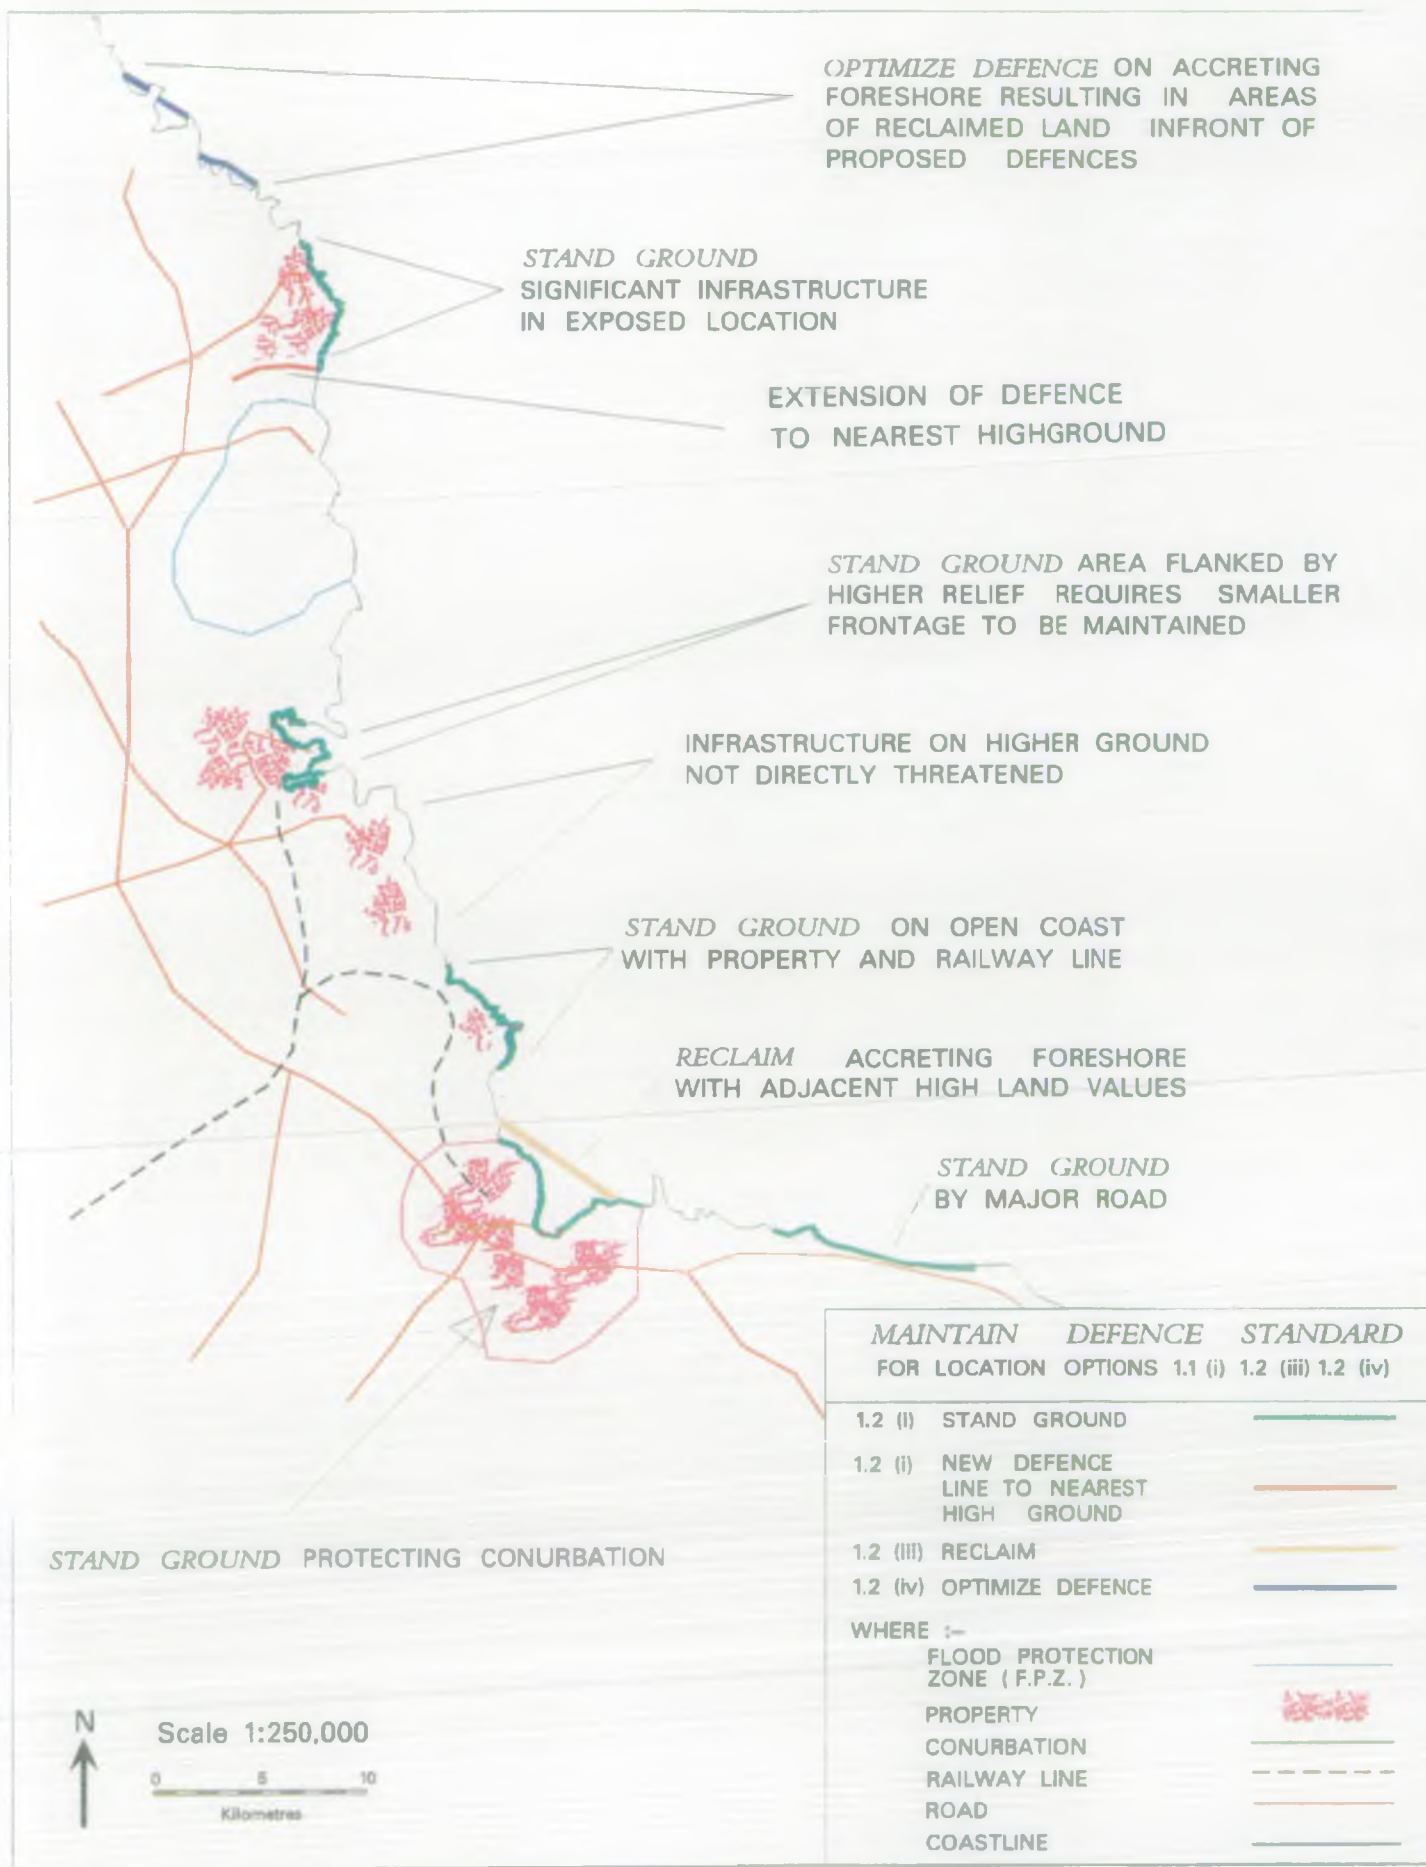 OPTIMIZE DEFENCE ON ACCRETING
FORESHORE RESULTING IN AREAS
OF RECLAIMED LAND INFRONT OF
PROPOSED DEFENCES
STAND GROUND
SIGNIFICANT INFRASTRUCTURE
IN EXPOSED LOCATION
EXTENSION OF DEFENCE
TO NEAREST HIGHGROUND
STAND GROUND AREA FLANKED BY
HIGHER RELIEF REQUIRES SMALLER
FRONTAGE TO BE MAINTAINED
INFRASTRUCTURE ON HIGHER GROUND
NOT DIRECTLY THREATENED
STAND GROUND ON OPEN COAST
WITH PROPERTY AND RAILWAY LINE
RECLAIM ACCRETING FORESHORE
WITH ADJACENT HIGH LAND VALUES
STAND GROUND
BY MAJOR ROAD
STAND GROUND PROTECTING CONURBATION
MAINTAIN DEFENCE STANDARD
FOR LOCATION OPTIONS 1.1 (i) 1.2 (iii) 1.2 (iv)
1.2 (i) STAND GROUND
1.2 (i) NEW DEFENCE
LINE TO NEAREST
HIGH GROUND
1.2 (iii) RECLAIM
1.2 (iv) OPTIMIZE DEFENCE
WHERE :-
FLOOD PROTECTION
ZONE ( F.P.Z. )
PROPERTY
CONURBATION
RAILWAY LINE
ROAD
COASTLINE
N
Scale 1:250,000
0 5 10
Kilometres